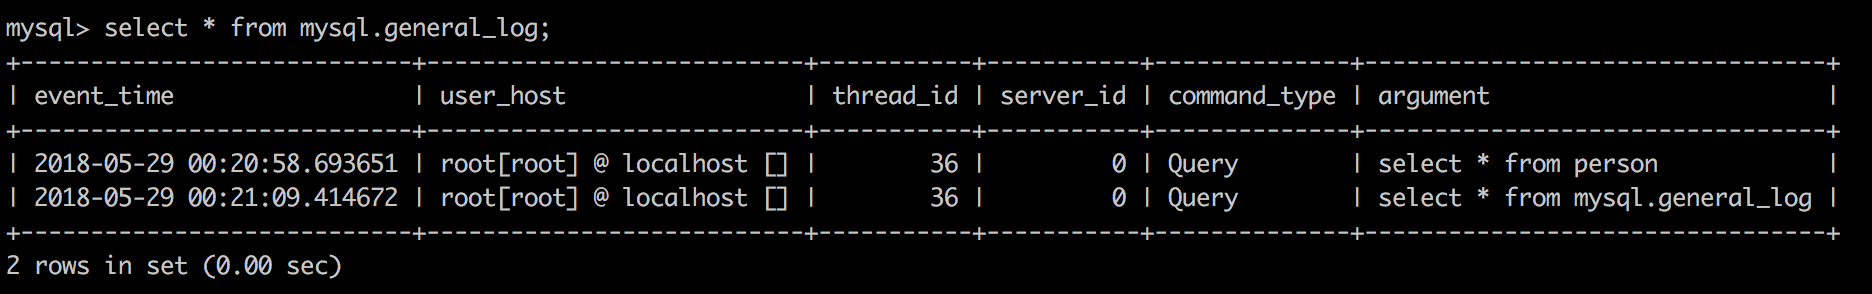 mysql> select * from mysql.general_log;
+----------------------------+---------------------------+-----------+-----------+--------------+---------------------------------+
| event_time                 | user_host                 | thread_id | server_id | command_type | argument                        |
+----------------------------+---------------------------+-----------+-----------+--------------+---------------------------------+
| 2018-05-29 00:20:58.693651 | root[root] @ localhost [] |        36 |         0 | Query        | select * from person            |
| 2018-05-29 00:21:09.414672 | root[root] @ localhost [] |        36 |         0 | Query        | select * from mysql.general_log |
+----------------------------+---------------------------+-----------+-----------+--------------+---------------------------------+
2 rows in set (0.00 sec)